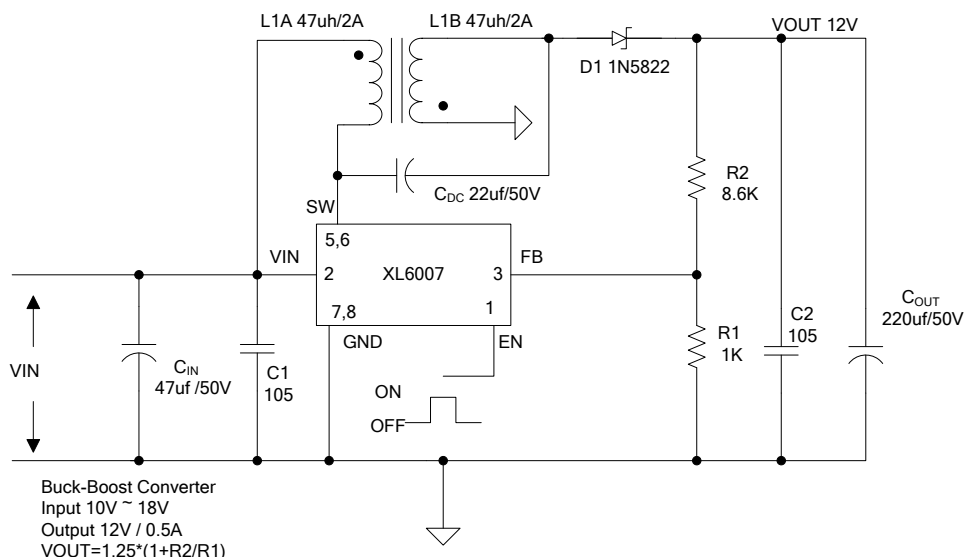 L1A 47uh/2A
L1B 47uh/2A
VOUT 12V
D1 1N5822
R2
8.6K
CDC 22uf/50V
SW
5,6
VIN
FB
2
XL6007
3
7,8
1
GND
EN
COUT
220uf/50V
C2
105
R1
1K
VIN
CIN
47uf /50V
C1
105
ON
OFF
Buck-Boost Converter
Input 10V ~ 18V
Output 12V / 0.5A
VOUT=1.25*(1+R2/R1)